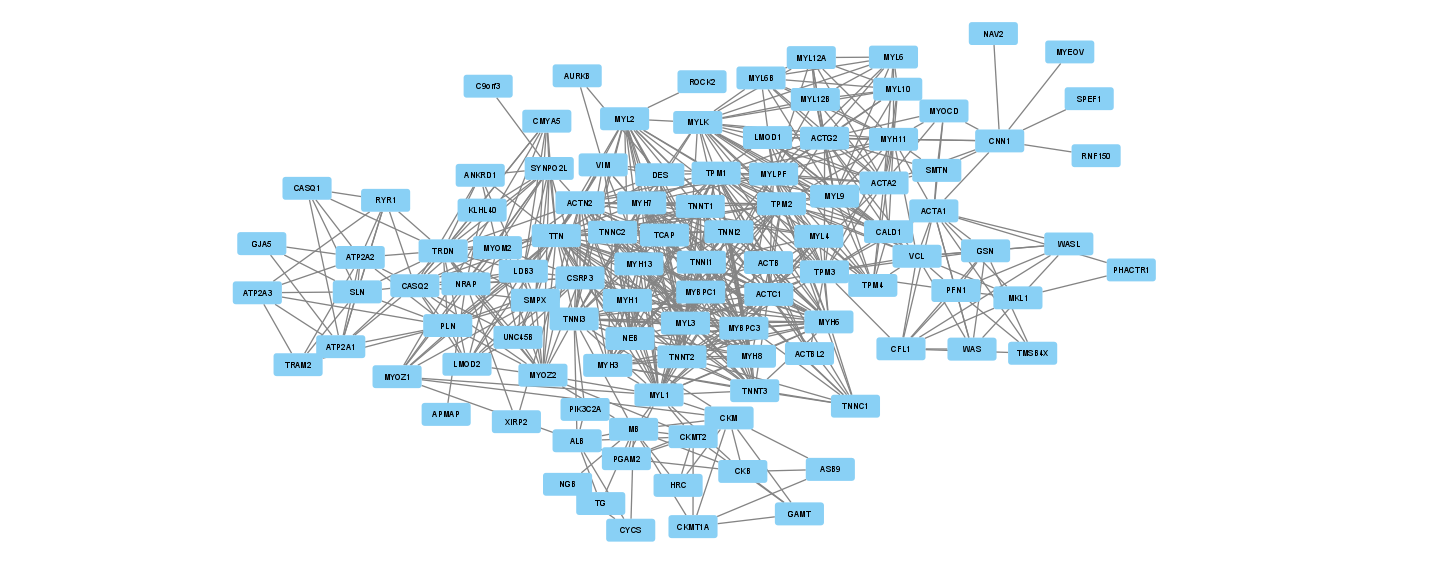 NAV2
MYEOV
MYL12A
MYL6
AURKB
MYL6B
ROCK2
C9orf3
MYL10
SPEF1
MYL12B
MYOCD
MYL2
CMYA5
MYLK
LMOD1
ACTG2
MYH11
CNN1
RNF150
VIM
SYNPO2L
SMTN
ANKRD1
DES
TPM1
MYLPF
ACTA2
CASQ1
RYR1
MYL9
ACTN2
MYH7
TNNT1
TPM2
KLHL40
ACTA1
TTN
TNNC2
TCAP
TNNI2
MYL4
CALD1
GJA5
ATP2A2
TRDN
MYOM2
VCL
GSN
WASL
LDB3
CSRP3
MYH13
TNNI1
ACTB
TPM3
PHACTR1
ATP2A3
SLN
CASQ2
NRAP
TPM4
PFN1
MKL1
SMPX
MYH1
MYBPC1
ACTC1
PLN
TNNI3
MYL3
MYBPC3
MYH6
ATP2A1
UNC45B
NEB
TRAM2
LMOD2
MYH3
TNNT2
MYH8
ACTBL2
CFL1
WAS
TMSB4X
MYOZ1
MYOZ2
MYL1
TNNT3
TNNC1
APMAP
XIRP2
PIK3C2A
CKM
ALB
MB
CKMT2
PGAM2
CKB
ASB9
NGB
TG
HRC
CYCS
CKMT1A
GAMT